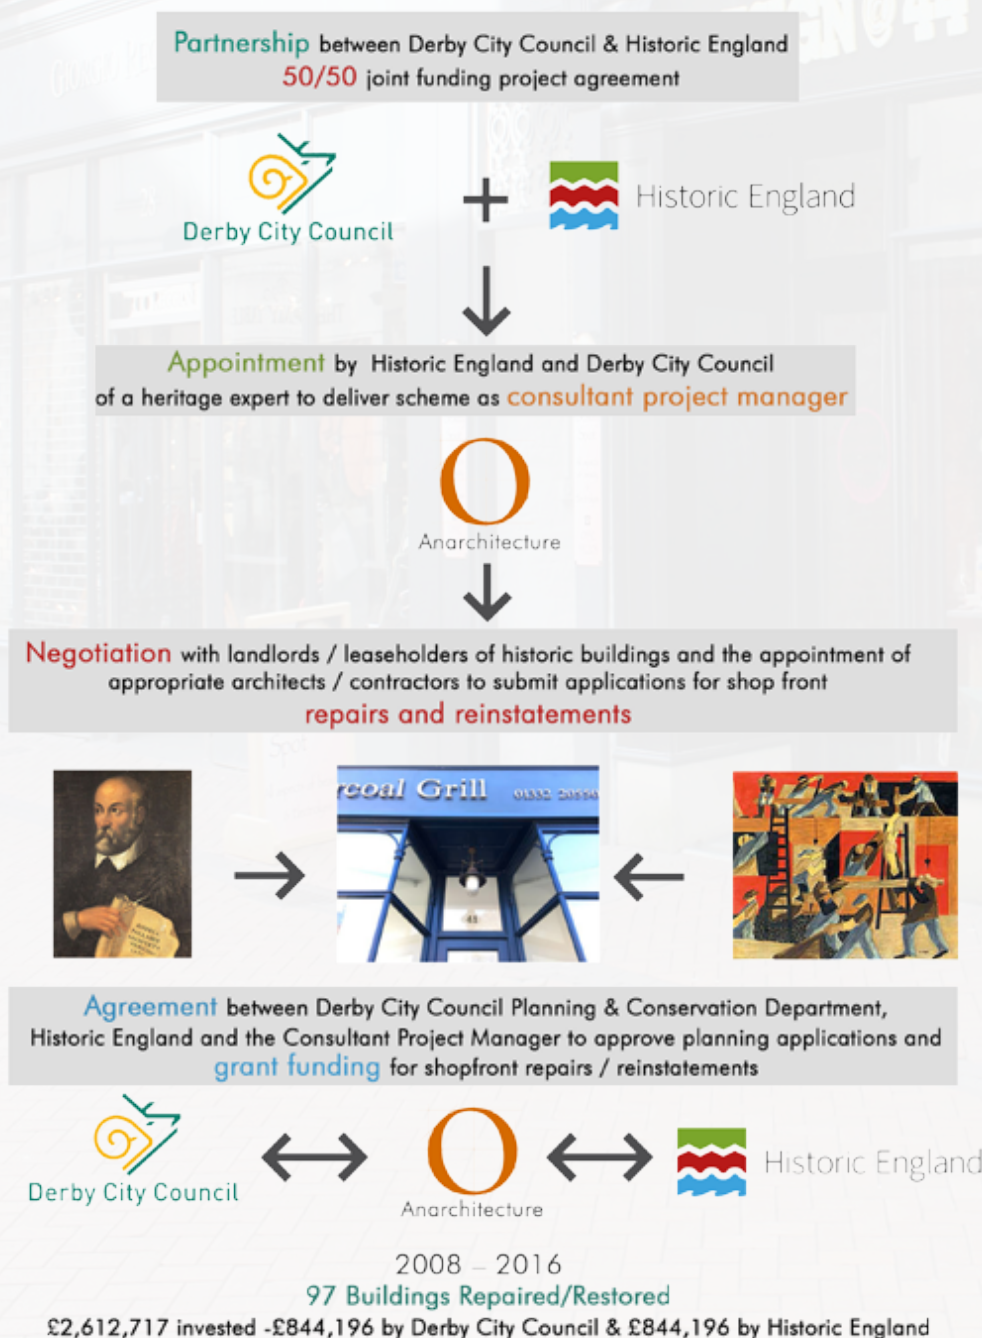 Partnership between Derby City Council & Historic England
50/50 joint funding project agreement
Derby City Council
+
Historic England
Appointment by Historic England and Derby City Council
of a heritage expert to deliver scheme as consultant project manager
O
Anarchitecture
Negotiation with landlords / leaseholders of historic buildings and the appointment of
appropriate architects / contractors to submit applications for shop front
repairs and reinstatements
rcoal Grill 01332 20550
45
Agreement between Derby City Council Planning & Conservation Department,
Historic England and the Consultant Project Manager to approve planning applications and
grant funding for shopfront repairs / reinstatements
Derby City Council
O
Anarchitecture
Historic England
2008 – 2016
97 Buildings Repaired/Restored
£2,612,717 invested -£844,196 by Derby City Council & £844,196 by Historic England